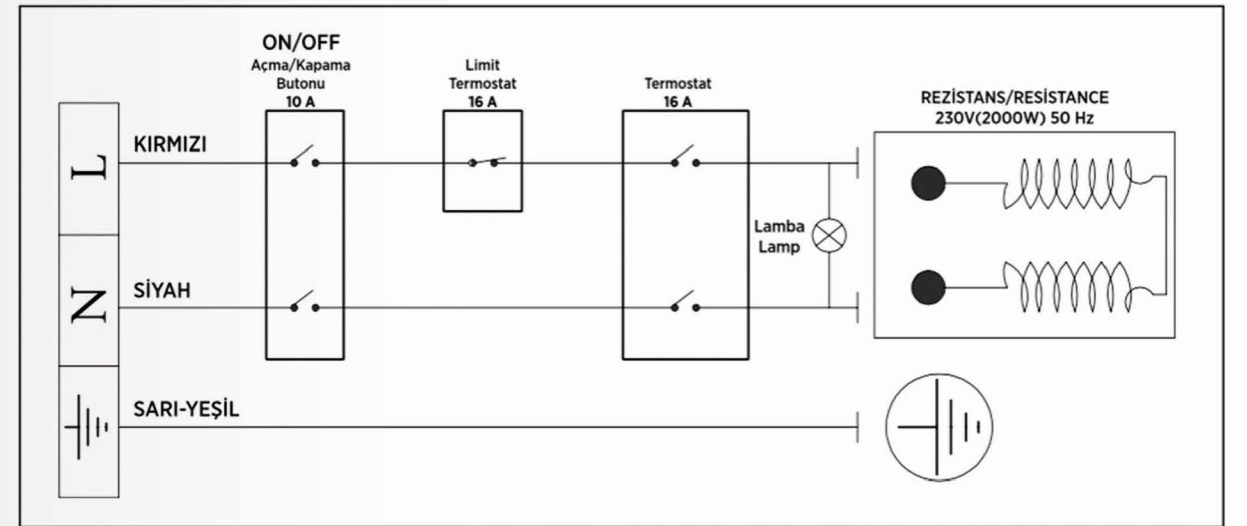 ON/OFF
Açma/Kapama
Butonu
10 A
Limit
Termostat
16 A
Termostat
16 A
REZİSTANS/RESİSTANCE
230V(2000W) 50 Hz
L
KIRMIZI
Lamba
Lamp
N
SİYAH
SARI-YEŞİL